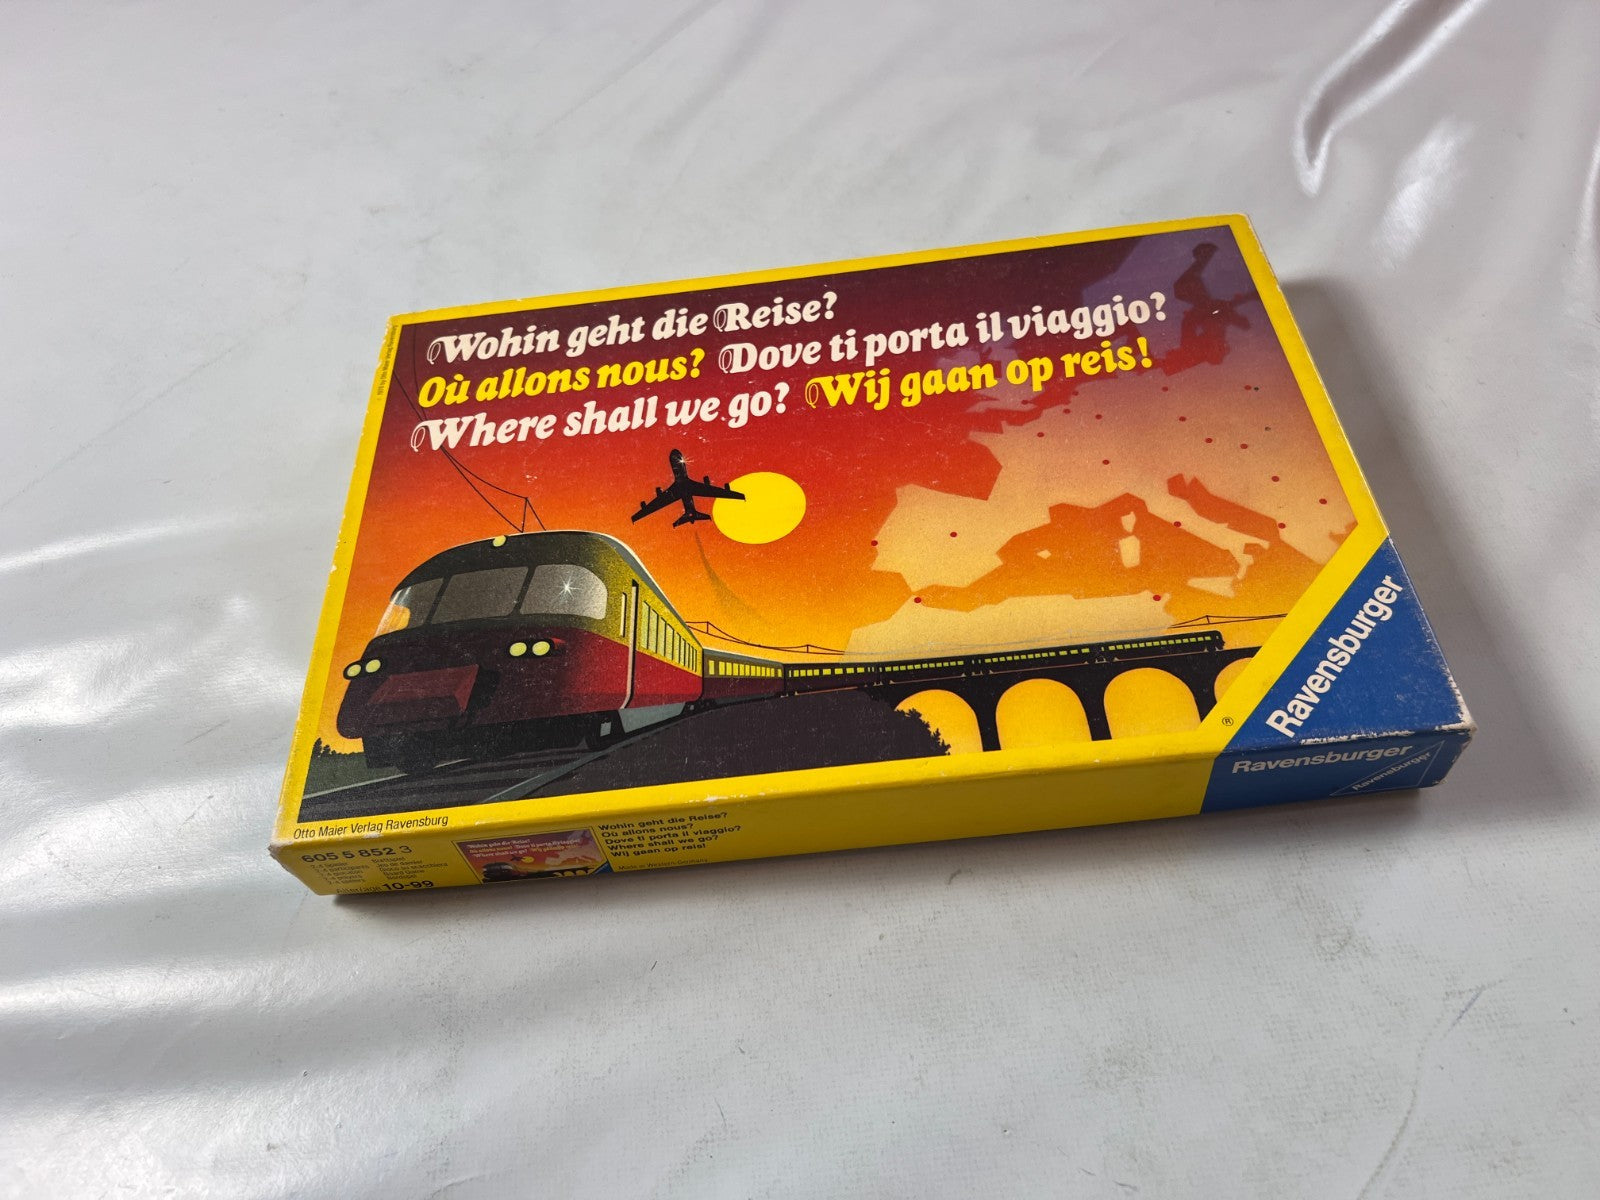 Wohin geht die Reise?
Où allons nous? Dove ti porta il viaggio?
Where shall we go? Wij gaan op reis!
Ravensburger
®
Otto Maier Verlag Ravensburg
605 5 852 3
Alter/age 10-99
Wohin geht die Reise?
Où allons nous?
Dove ti porta il viaggio?
Where shall we go?
Wij gaan op reis!
Made in Western-Germany
Ravensburger
Ravensburger